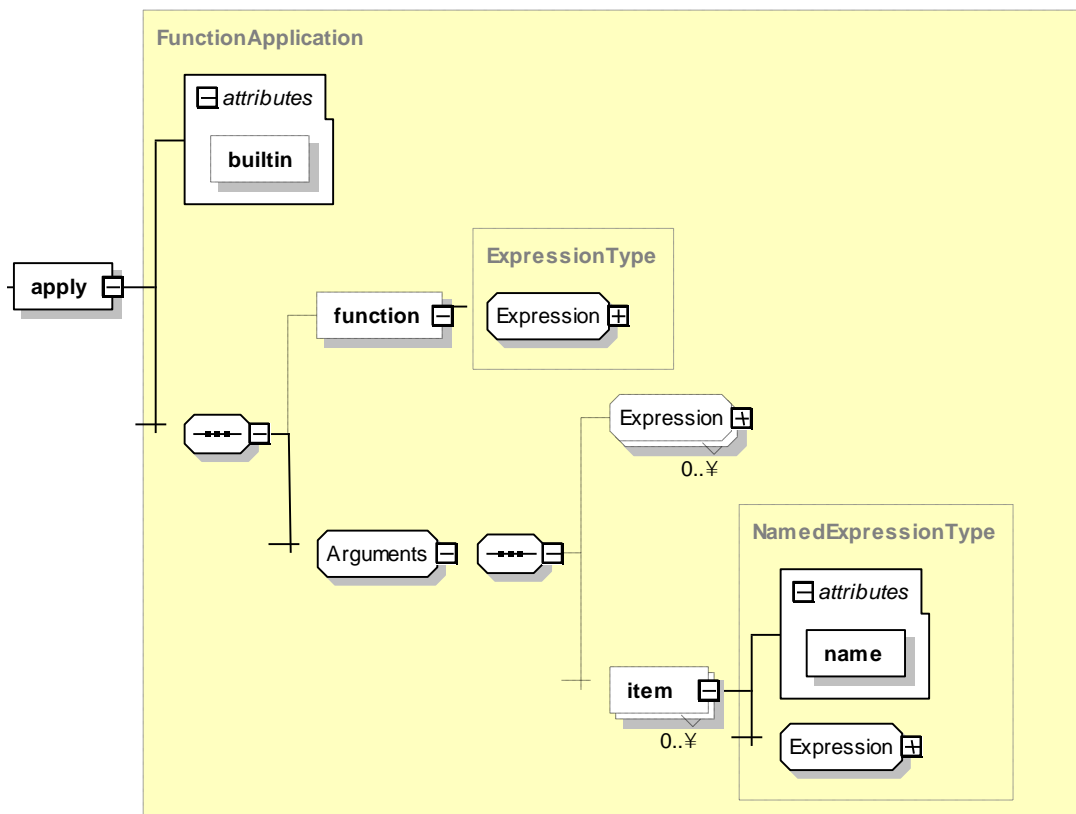 FunctionApplication
attributes
builtin
apply
function
ExpressionType
Expression
Expression
0..¥
Arguments
NamedExpressionType
attributes
name
item
0..¥
Expression